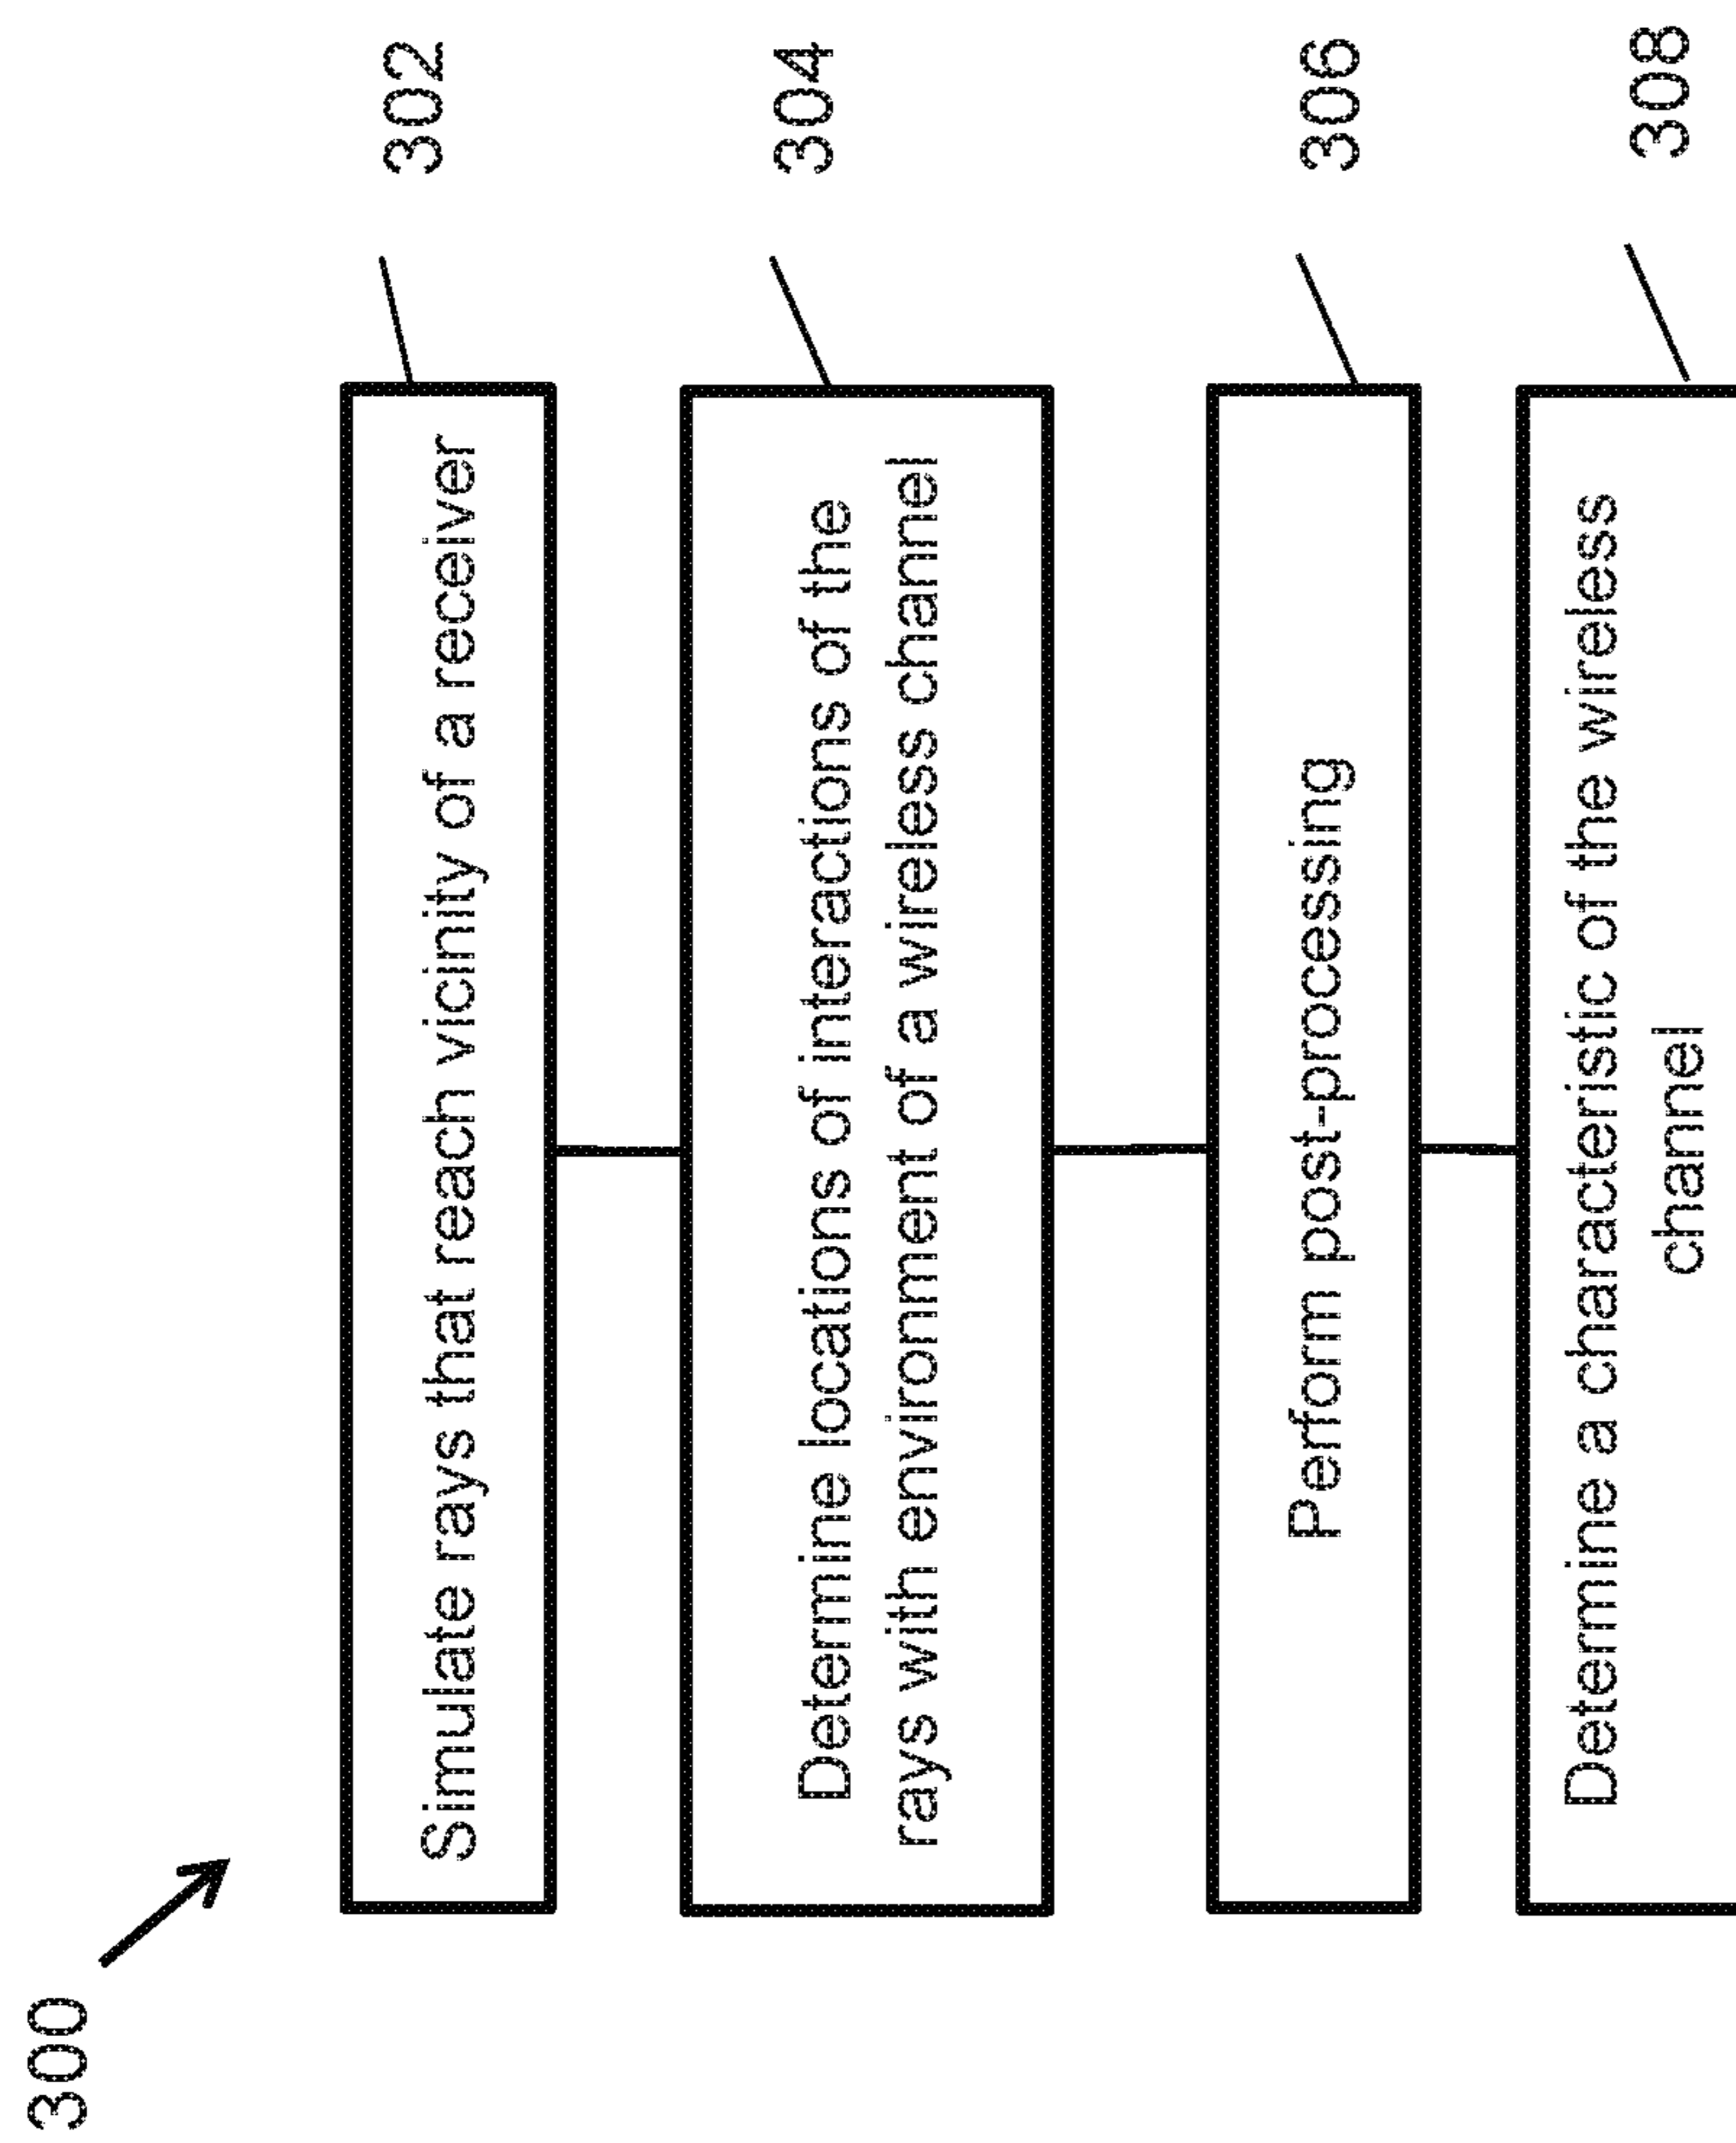 300
Simulate rays that reach vicinity of a receiver
302
Determine locations of interactions of the
rays with environment of a wireless channel
304
Perform post-processing
306
Determine a characteristic of the wireless
channel
308